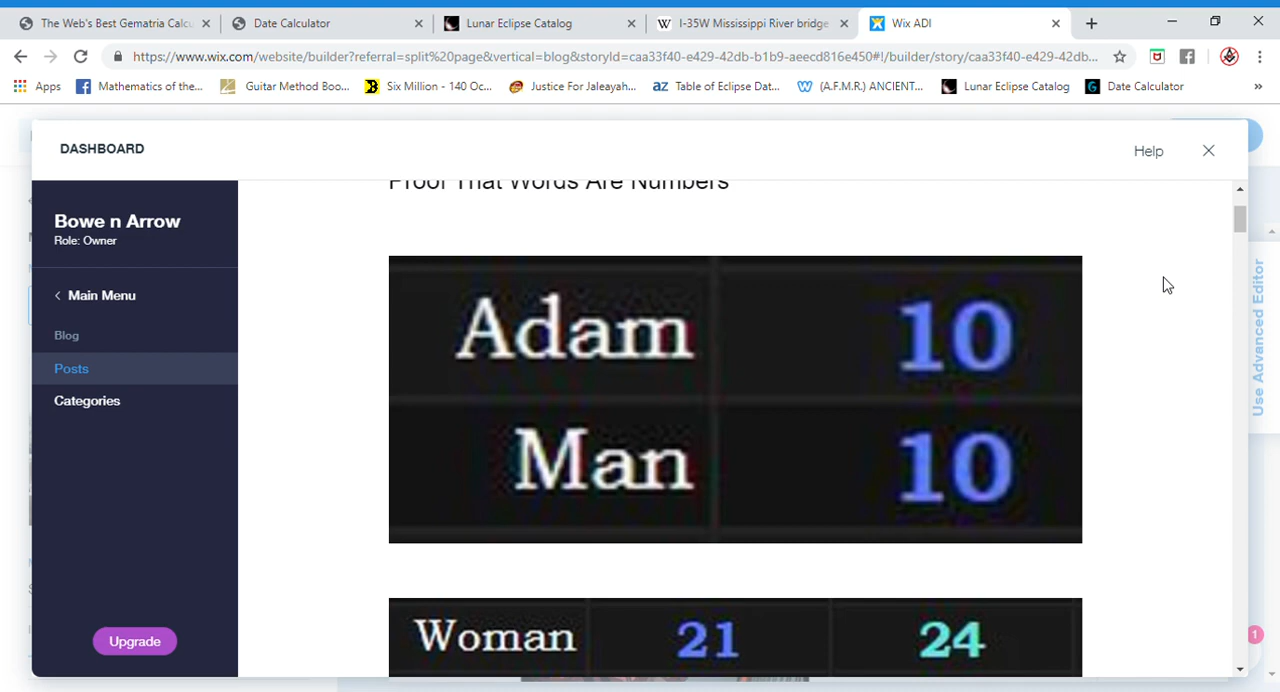 The Web's Best Gematria Calcu
Date Calculator
Lunar Eclipse Catalog
I-35W Mississippi River bridge
Wix ADI
https://www.wix.com/website/builder?referral=split%20page&vertical=blog&storyId=caa33f40-e429-42db-b1b9-aeecd816e450#!/builder/story/caa33f40-e429-42db...
Apps
Mathematics of the...
Guitar Method Boo...
Six Million - 140 Oc...
Justice For Jaleayah...
Table of Eclipse Dat...
(A.F.M.R.) ANCIENT...
Lunar Eclipse Catalog
Date Calculator
»
DASHBOARD
Help
Bowe n Arrow
Role: Owner
Main Menu
Blog
Posts
Categories
Upgrade
Proof That Words Are Numbers
Adam 10
Man 10
Woman 21 24
Use Advanced Editor
1